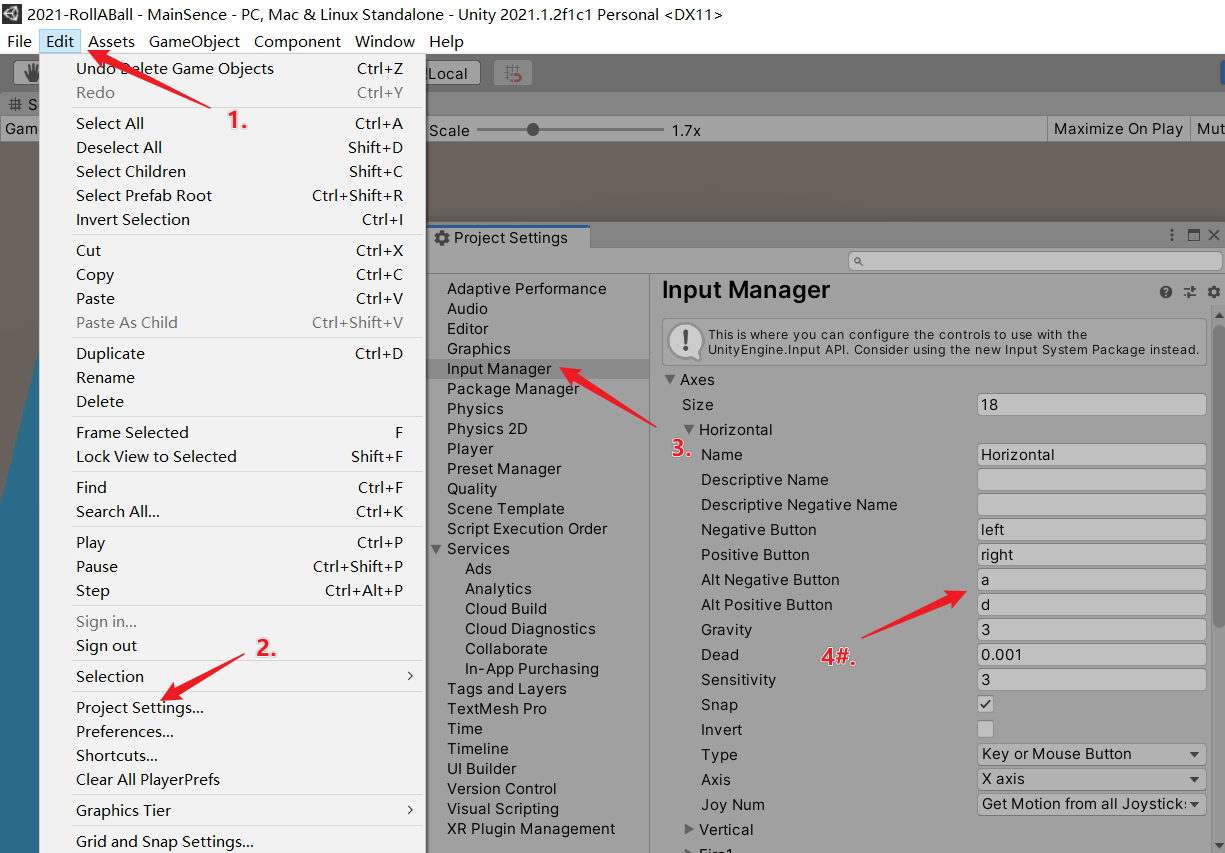 2021-RollABall - MainSence - PC, Mac & Linux Standalone - Unity 2021.1.2f1c1 Personal <DX11>
File Edit Assets GameObject Component Window Help
Undo Delete Game Objects Ctrl+Z
Local
Redo Ctrl+Y
S
1.
Select All Ctrl+A
Gam
Scale 1.7x Maximize On Play Mut
Deselect All Shift+D
Select Children Shift+C
Select Prefab Root Ctrl+Shift+R
Invert Selection Ctrl+I
Cut Ctrl+X
Copy Ctrl+C
Paste Ctrl+V
Paste As Child Ctrl+Shift+V
Duplicate Ctrl+D
Rename
Delete
Frame Selected F
Lock View to Selected Shift+F
Find Ctrl+F
Search All... Ctrl+K
Play Ctrl+P
Pause Ctrl+Shift+P
Step Ctrl+Alt+P
Sign in...
Sign out
2.
Selection
Project Settings...
Preferences...
Shortcuts...
Clear All PlayerPrefs
Graphics Tier
Grid and Snap Settings...
Project Settings
Adaptive Performance
Audio
Editor
Graphics
Input Manager
Package Manager
Physics
Physics 2D
Player
Preset Manager
Quality
Scene Template
Script Execution Order
Services
Ads
Analytics
Cloud Build
Cloud Diagnostics
Collaborate
In-App Purchasing
Tags and Layers
TextMesh Pro
Time
Timeline
UI Builder
Version Control
Visual Scripting
XR Plugin Management
3.
Input Manager
This is where you can configure the controls to use with the
UnityEngine.Input API. Consider using the new Input System Package instead.
Axes
Size 18
Horizontal
Name Horizontal
Descriptive Name
Descriptive Negative Name
Negative Button left
Positive Button right
Alt Negative Button a
Alt Positive Button d
Gravity 3
4#.
Dead 0.001
Sensitivity 3
Snap
Invert
Type Key or Mouse Button
Axis X axis
Joy Num Get Motion from all Joysticks
Vertical
Fire1